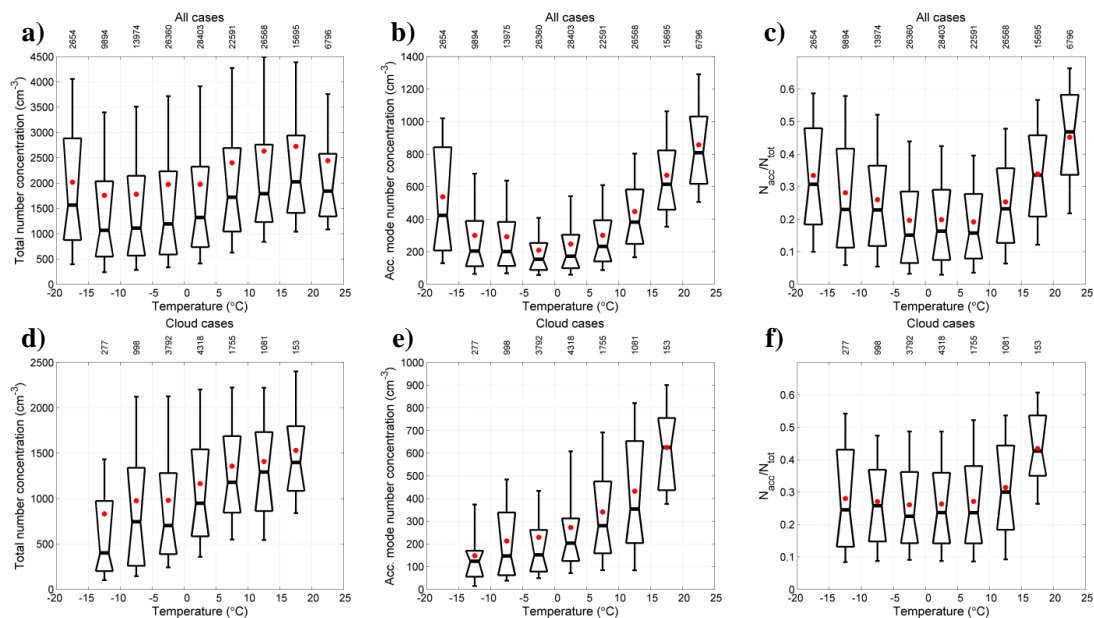 All cases
a)
2654 9894 13974 26360 28403 22591 26568 15695 6796
Total number concentration (cm⁻³)
4500
4000
3500
3000
2500
2000
1500
1000
500
0
-20 -15 -10 -5 0 5 10 15 20 25
Temperature (°C)
All cases
b)
2654 9894 13975 26360 28403 22591 26568 15695 6796
Acc. mode concentration (cm⁻³)
1400
1200
1000
800
600
400
200
0
-20 -15 -10 -5 0 5 10 15 20 25
Temperature (°C)
All cases
c)
2654 9894 13974 26360 28403 22591 26568 15695 6796
N_acc/N_tot
0.6
0.5
0.4
0.3
0.2
0.1
0
-20 -15 -10 -5 0 5 10 15 20 25
Temperature (°C)
Cloud cases
d)
277 998 3792 4318 1755 1081 153
Total number concentration (cm⁻³)
2500
2000
1500
1000
500
0
-20 -15 -10 -5 0 5 10 15 20 25
Temperature (°C)
Cloud cases
e)
277 998 3792 4318 1755 1081 153
Acc. mode concentration (cm⁻³)
1000
900
800
700
600
500
400
300
200
100
0
-20 -15 -10 -5 0 5 10 15 20 25
Temperature (°C)
Cloud cases
f)
277 998 3792 4318 1755 1081 153
N_acc/N_tot
0.6
0.5
0.4
0.3
0.2
0.1
0
-20 -15 -10 -5 0 5 10 15 20 25
Temperature (°C)